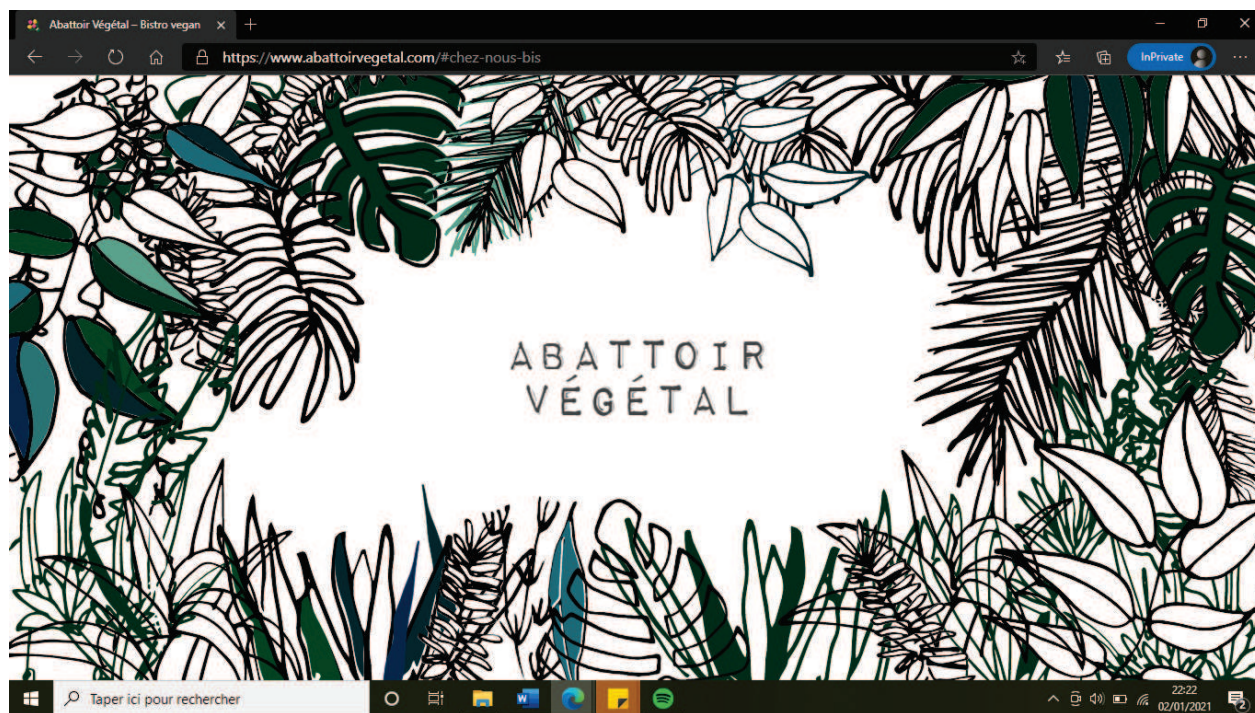 Abattoir Végétal – Bistro vegan
https://www.abattoirvegetal.com/#chez-nous-bis
InPrivate
ABATTOIR
VÉGÉTAL
Taper ici pour rechercher
22:22
02/01/2021
2